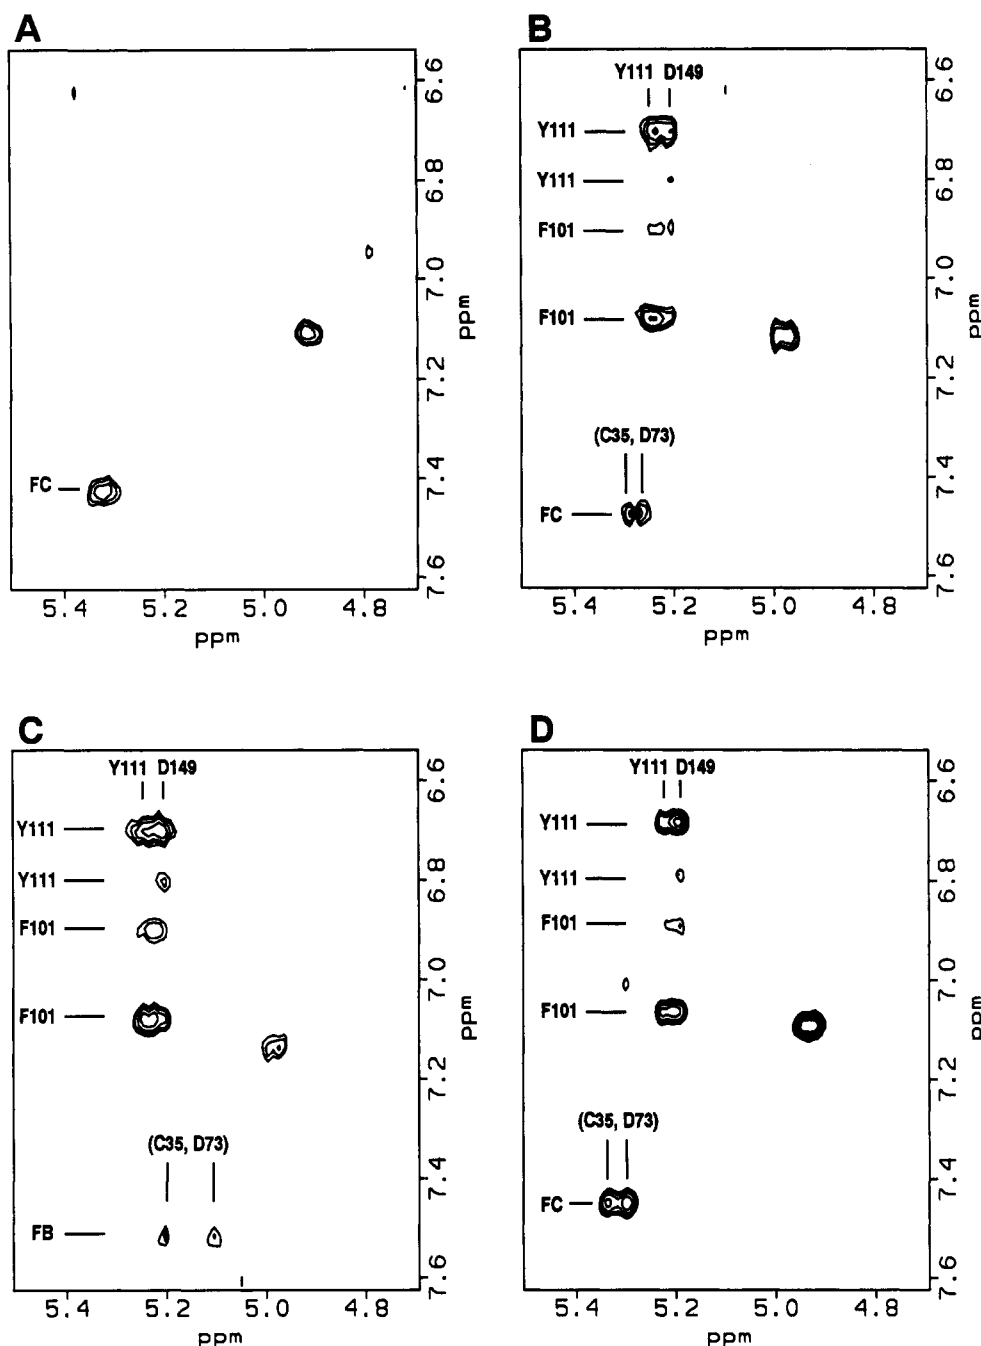 A
6.6
6.8
7.0
7.2
7.4
7.6
ppm
FC
5.4 5.2 5.0 4.8
ppm
B
Y111 D149
Y111
Y111
F101
F101
(C35, D73)
FC
6.6
6.8
7.0
7.2
7.4
7.6
ppm
5.4 5.2 5.0 4.8
ppm
C
Y111 D149
Y111
Y111
F101
F101
(C35, D73)
FB
6.6
6.8
7.0
7.2
7.4
7.6
ppm
5.4 5.2 5.0 4.8
ppm
D
Y111 D149
Y111
Y111
F101
F101
(C35, D73)
FC
6.6
6.8
7.0
7.2
7.4
7.6
ppm
5.4 5.2 5.0 4.8
ppm